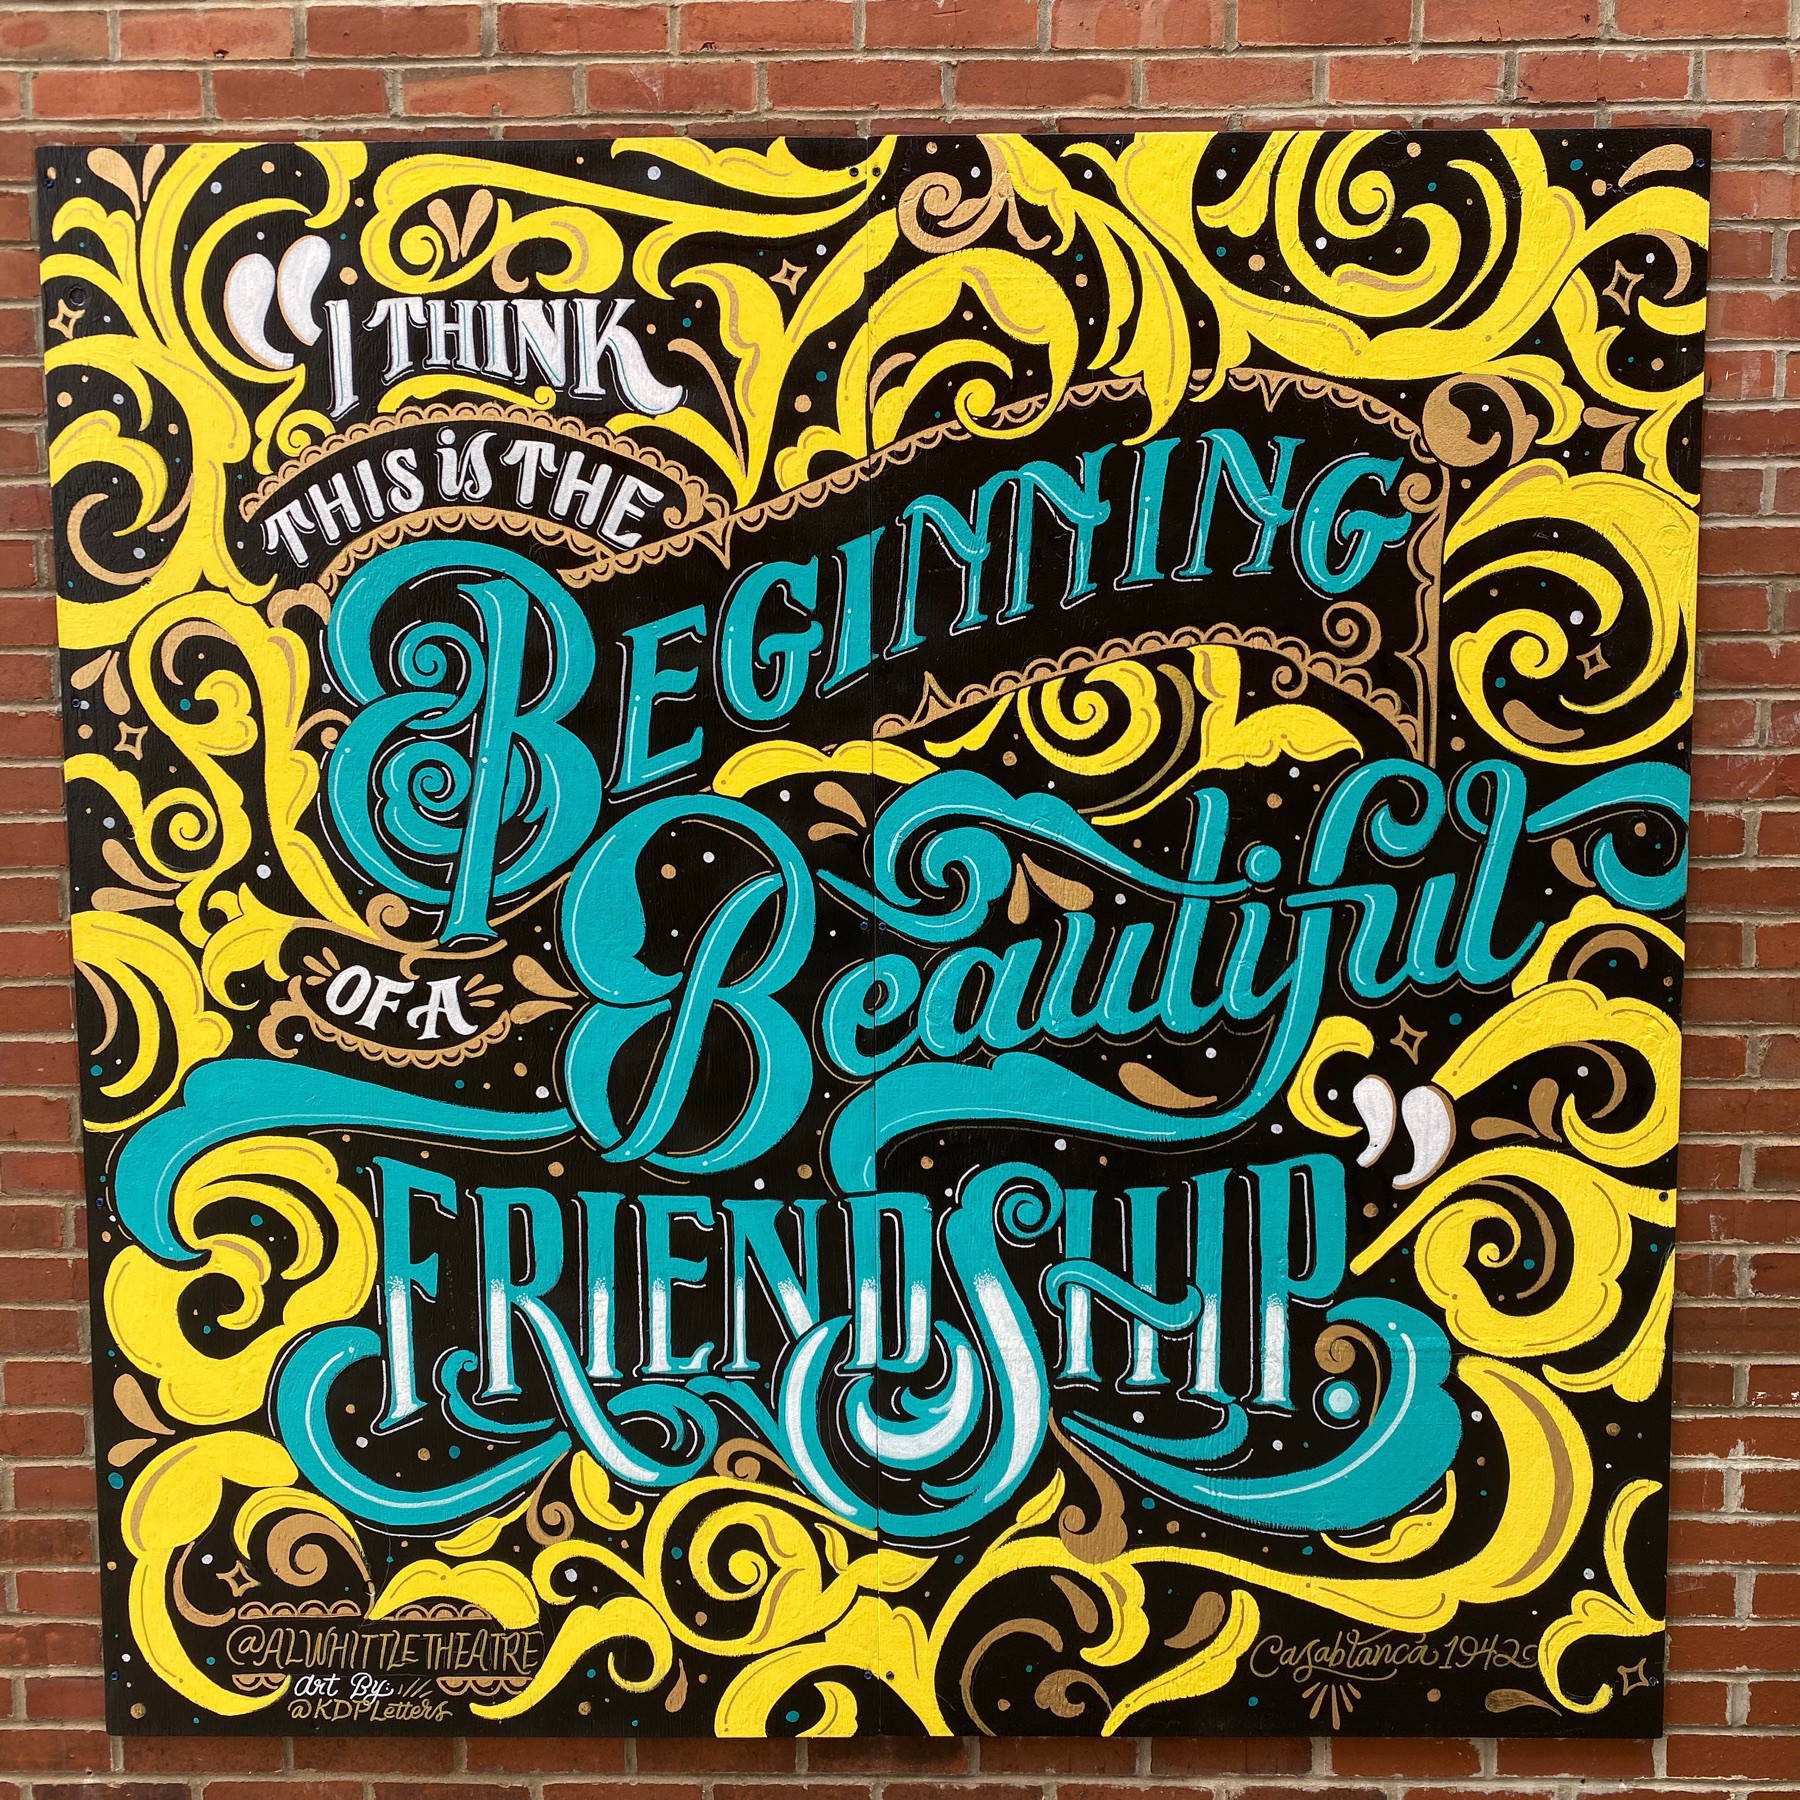 “I THINK
THIS iS THE
BEGINNING
OF A
Beautiful
FRIENDSHIP.”
@ALWHITTLETHEATRE
Art By:
@KDPLetters
Casablanca 1942